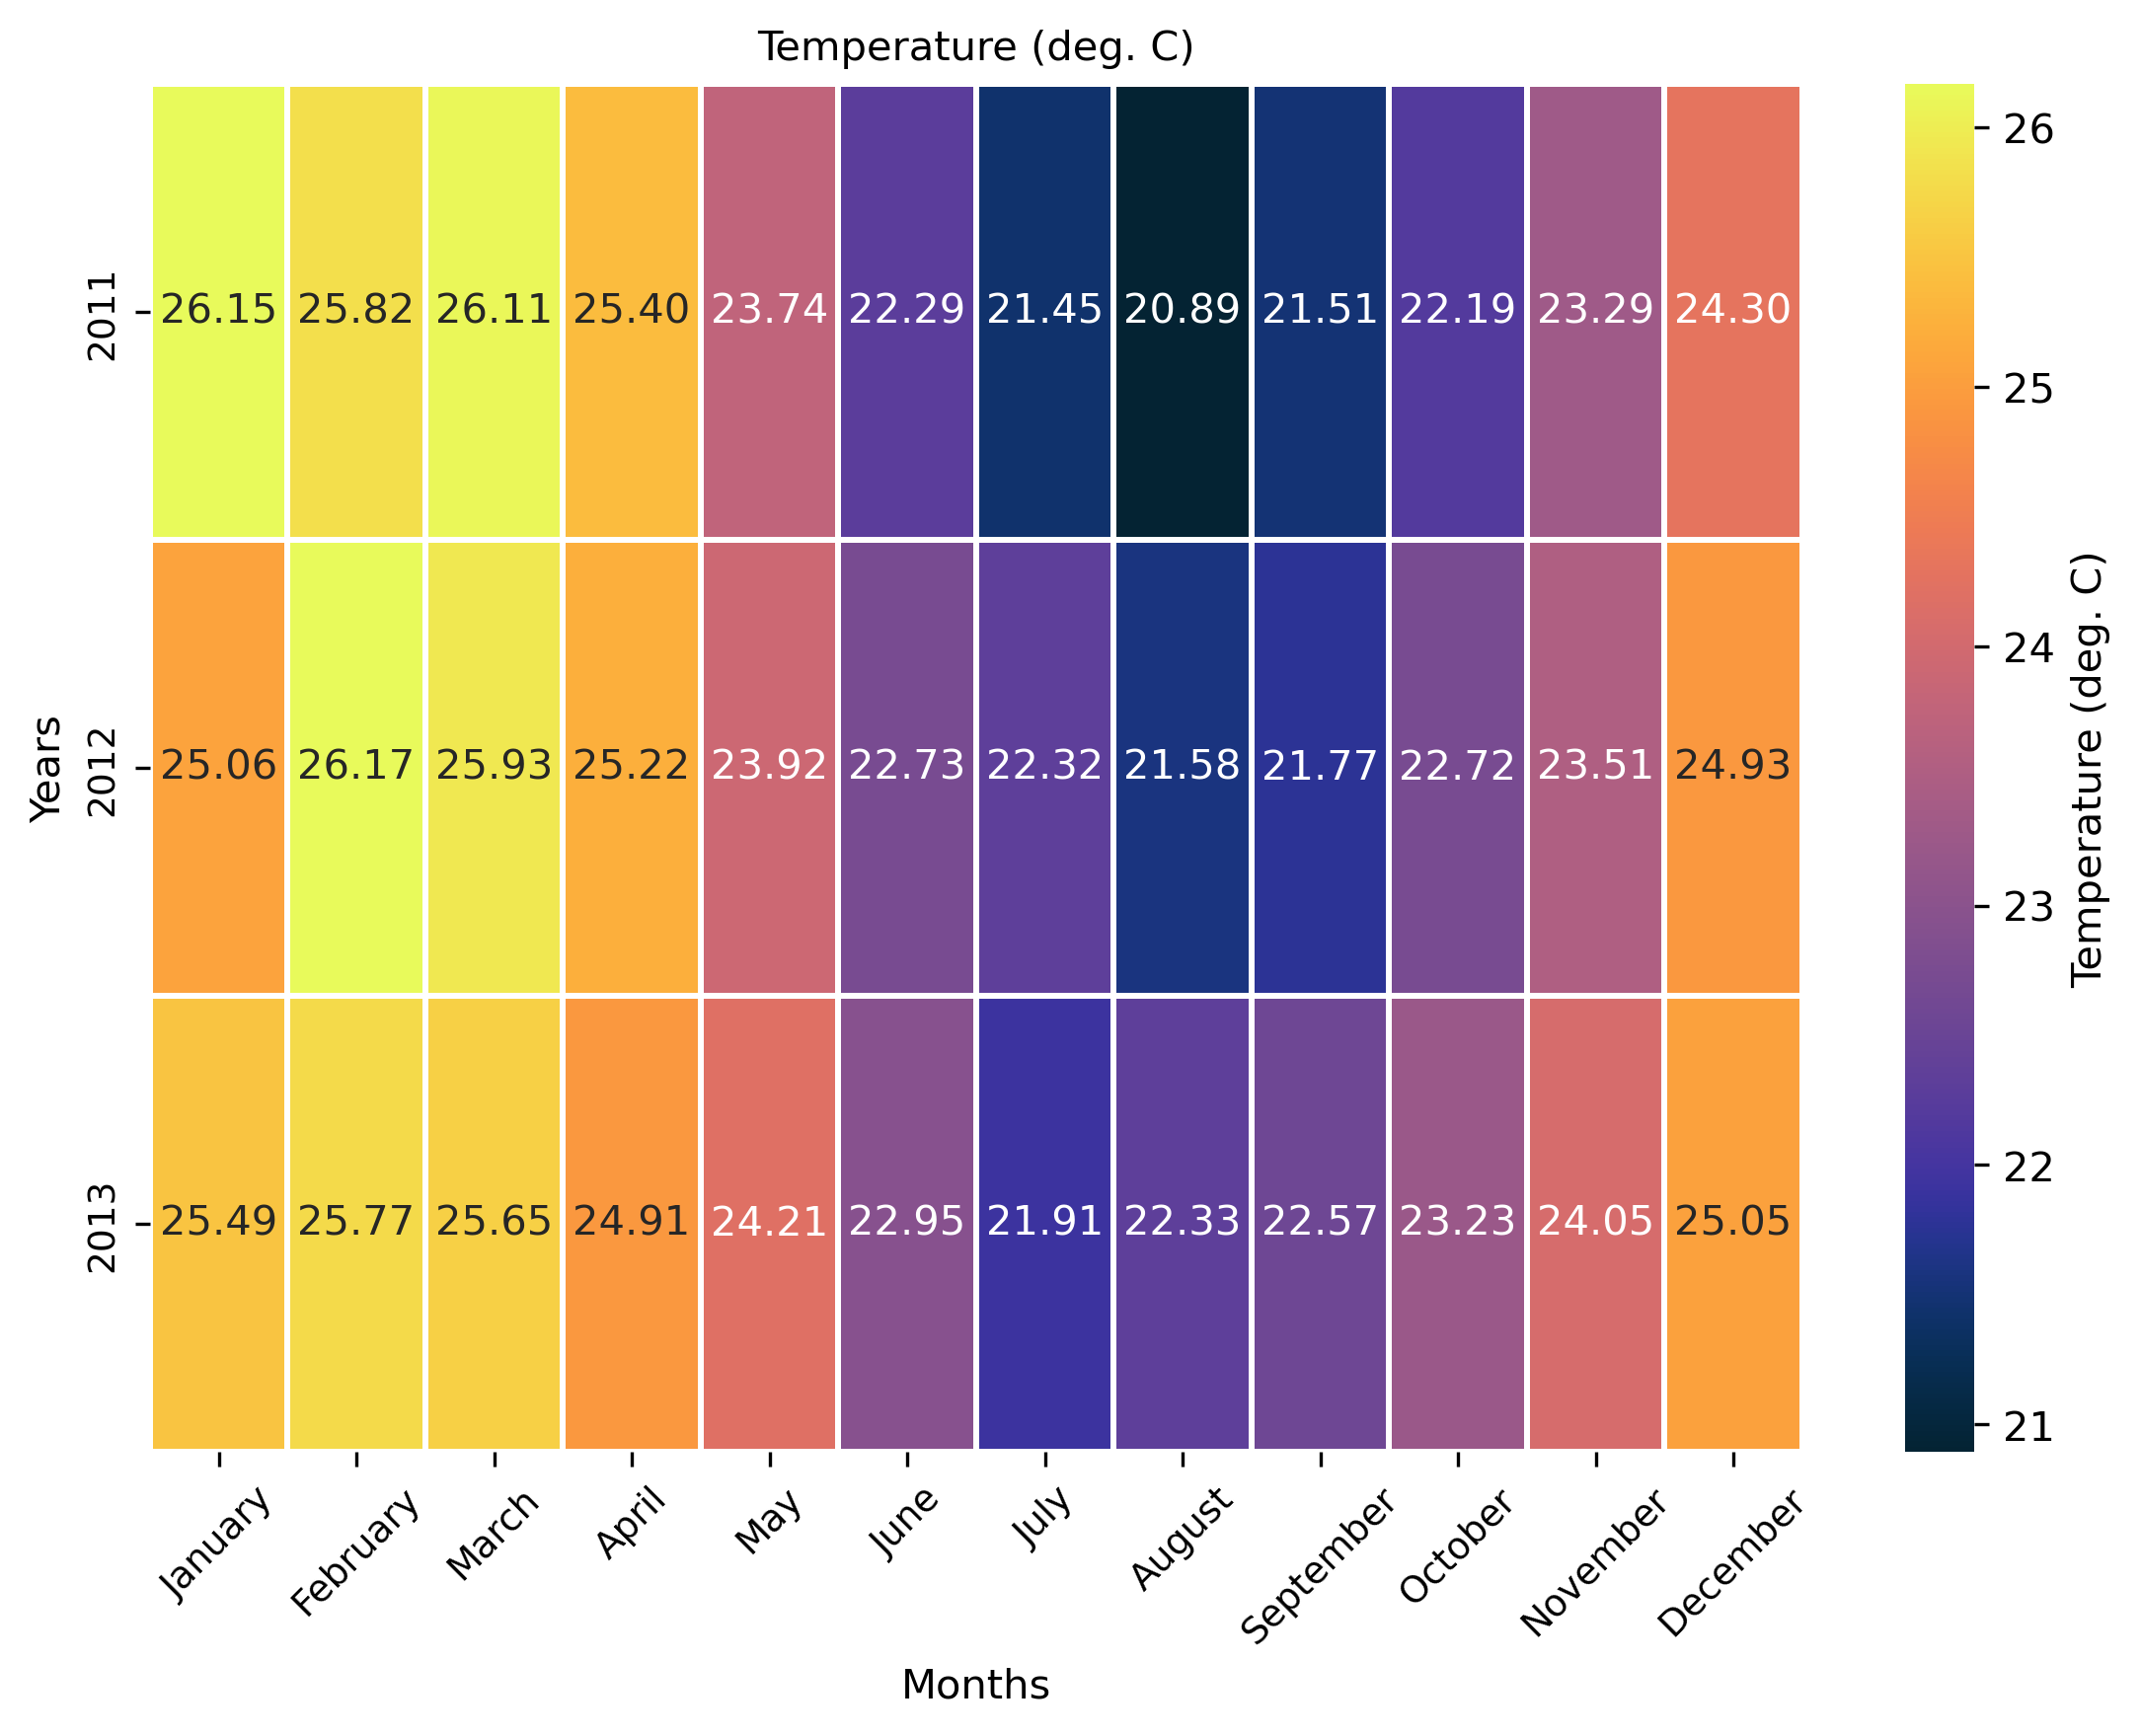 Temperature (deg. C)
Years
2011
26.15 25.82 26.11 25.40 23.74 22.29 21.45 20.89 21.51 22.19 23.29 24.30
2012
25.06 26.17 25.93 25.22 23.92 22.73 22.32 21.58 21.77 22.72 23.51 24.93
2013
25.49 25.77 25.65 24.91 24.21 22.95 21.91 22.33 22.57 23.23 24.05 25.05
January February March April May June July August September October November December
Months
26
25
24
23
22
21
Temperature (deg. C)